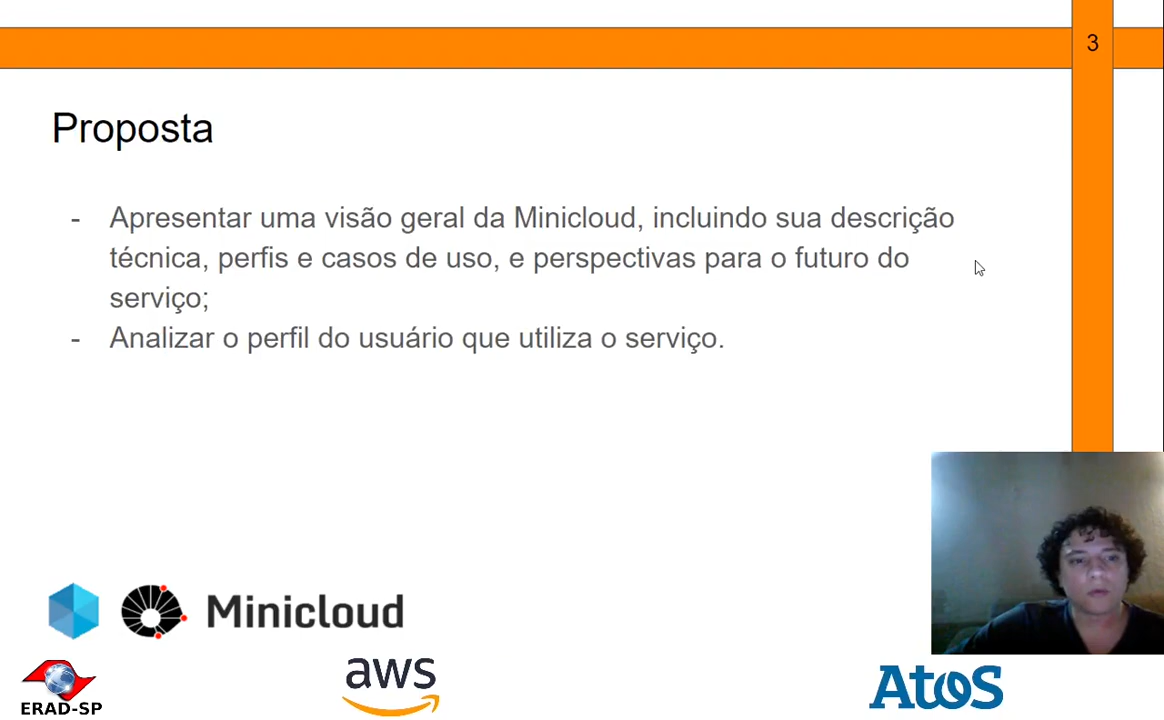 3
Proposta
- Apresentar uma visão geral da Minicloud, incluindo sua descrição
técnica, perfis e casos de uso, e perspectivas para o futuro do
serviço;
- Analizar o perfil do usuário que utiliza o serviço.
Minicloud
ERAD-SP
aws
Atos